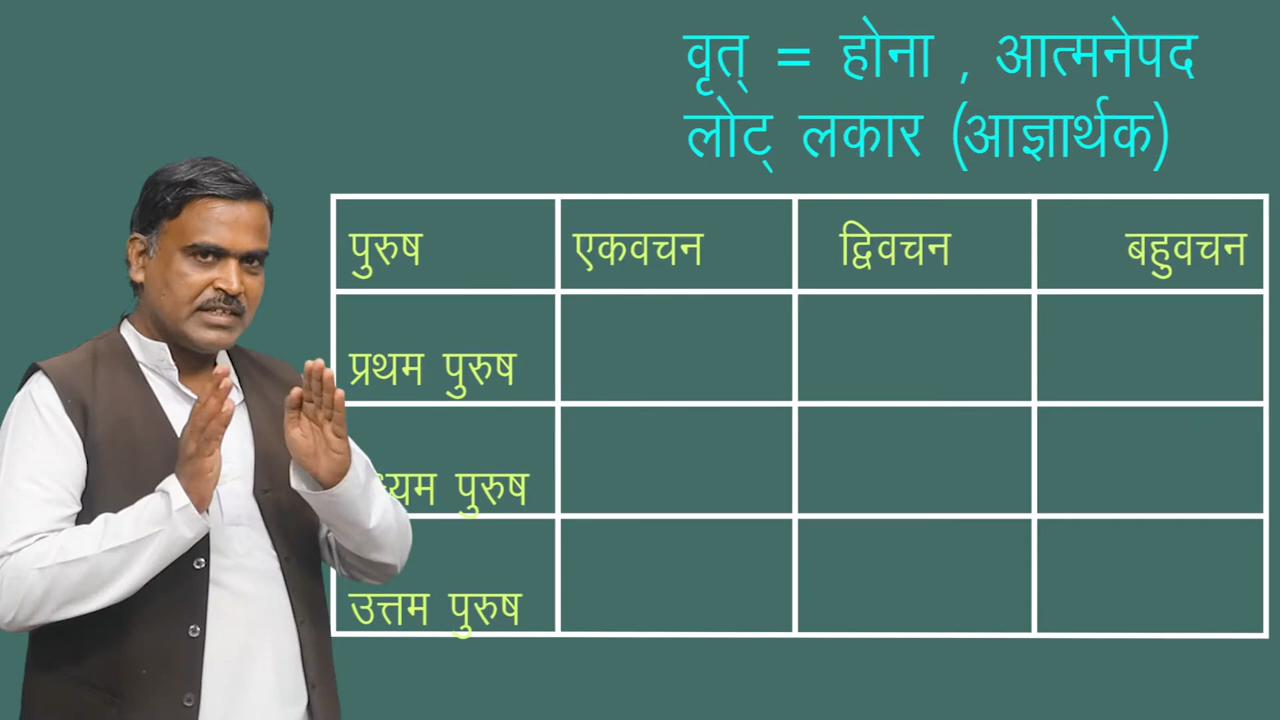 वृत् = होना , आत्मनेपद
लोट् लकार (आज्ञार्थक)
पुरुष एकवचन द्विवचन बहुवचन
प्रथम पुरुष
पुरुष
उत्तम पुरुष